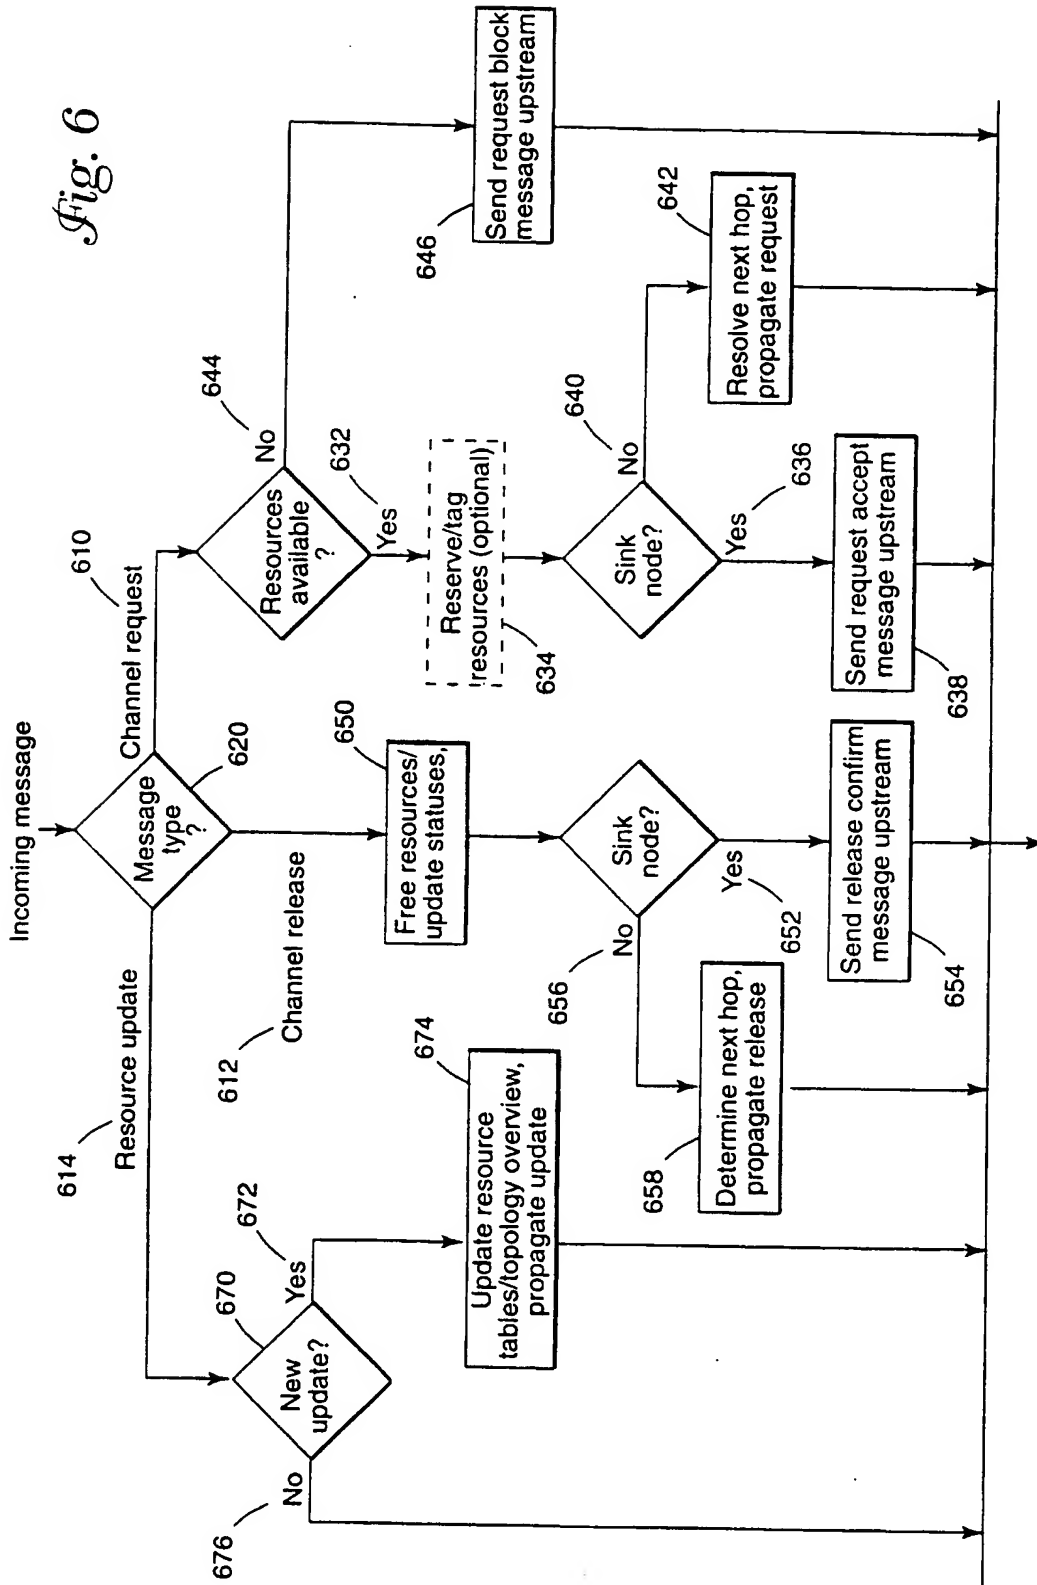 Fig. 6
Incoming message
Message
type
?
620
Resource update
614
Channel release
612
Channel request
610
New
update?
670
Yes
672
No
676
Update resource
tables/topology overview,
propagate update
674
Free resources/
update statuses,
650
Sink
node?
No
656
Yes
652
Determine next hop,
propagate release
658
Send release confirm
message upstream
654
Resources
available
?
No
644
Yes
632
Reserve/tag
resources (optional)
634
Sink
node?
No
640
Yes
636
Send request accept
message upstream
638
Resolve next hop,
propagate request
642
Send request block
message upstream
646